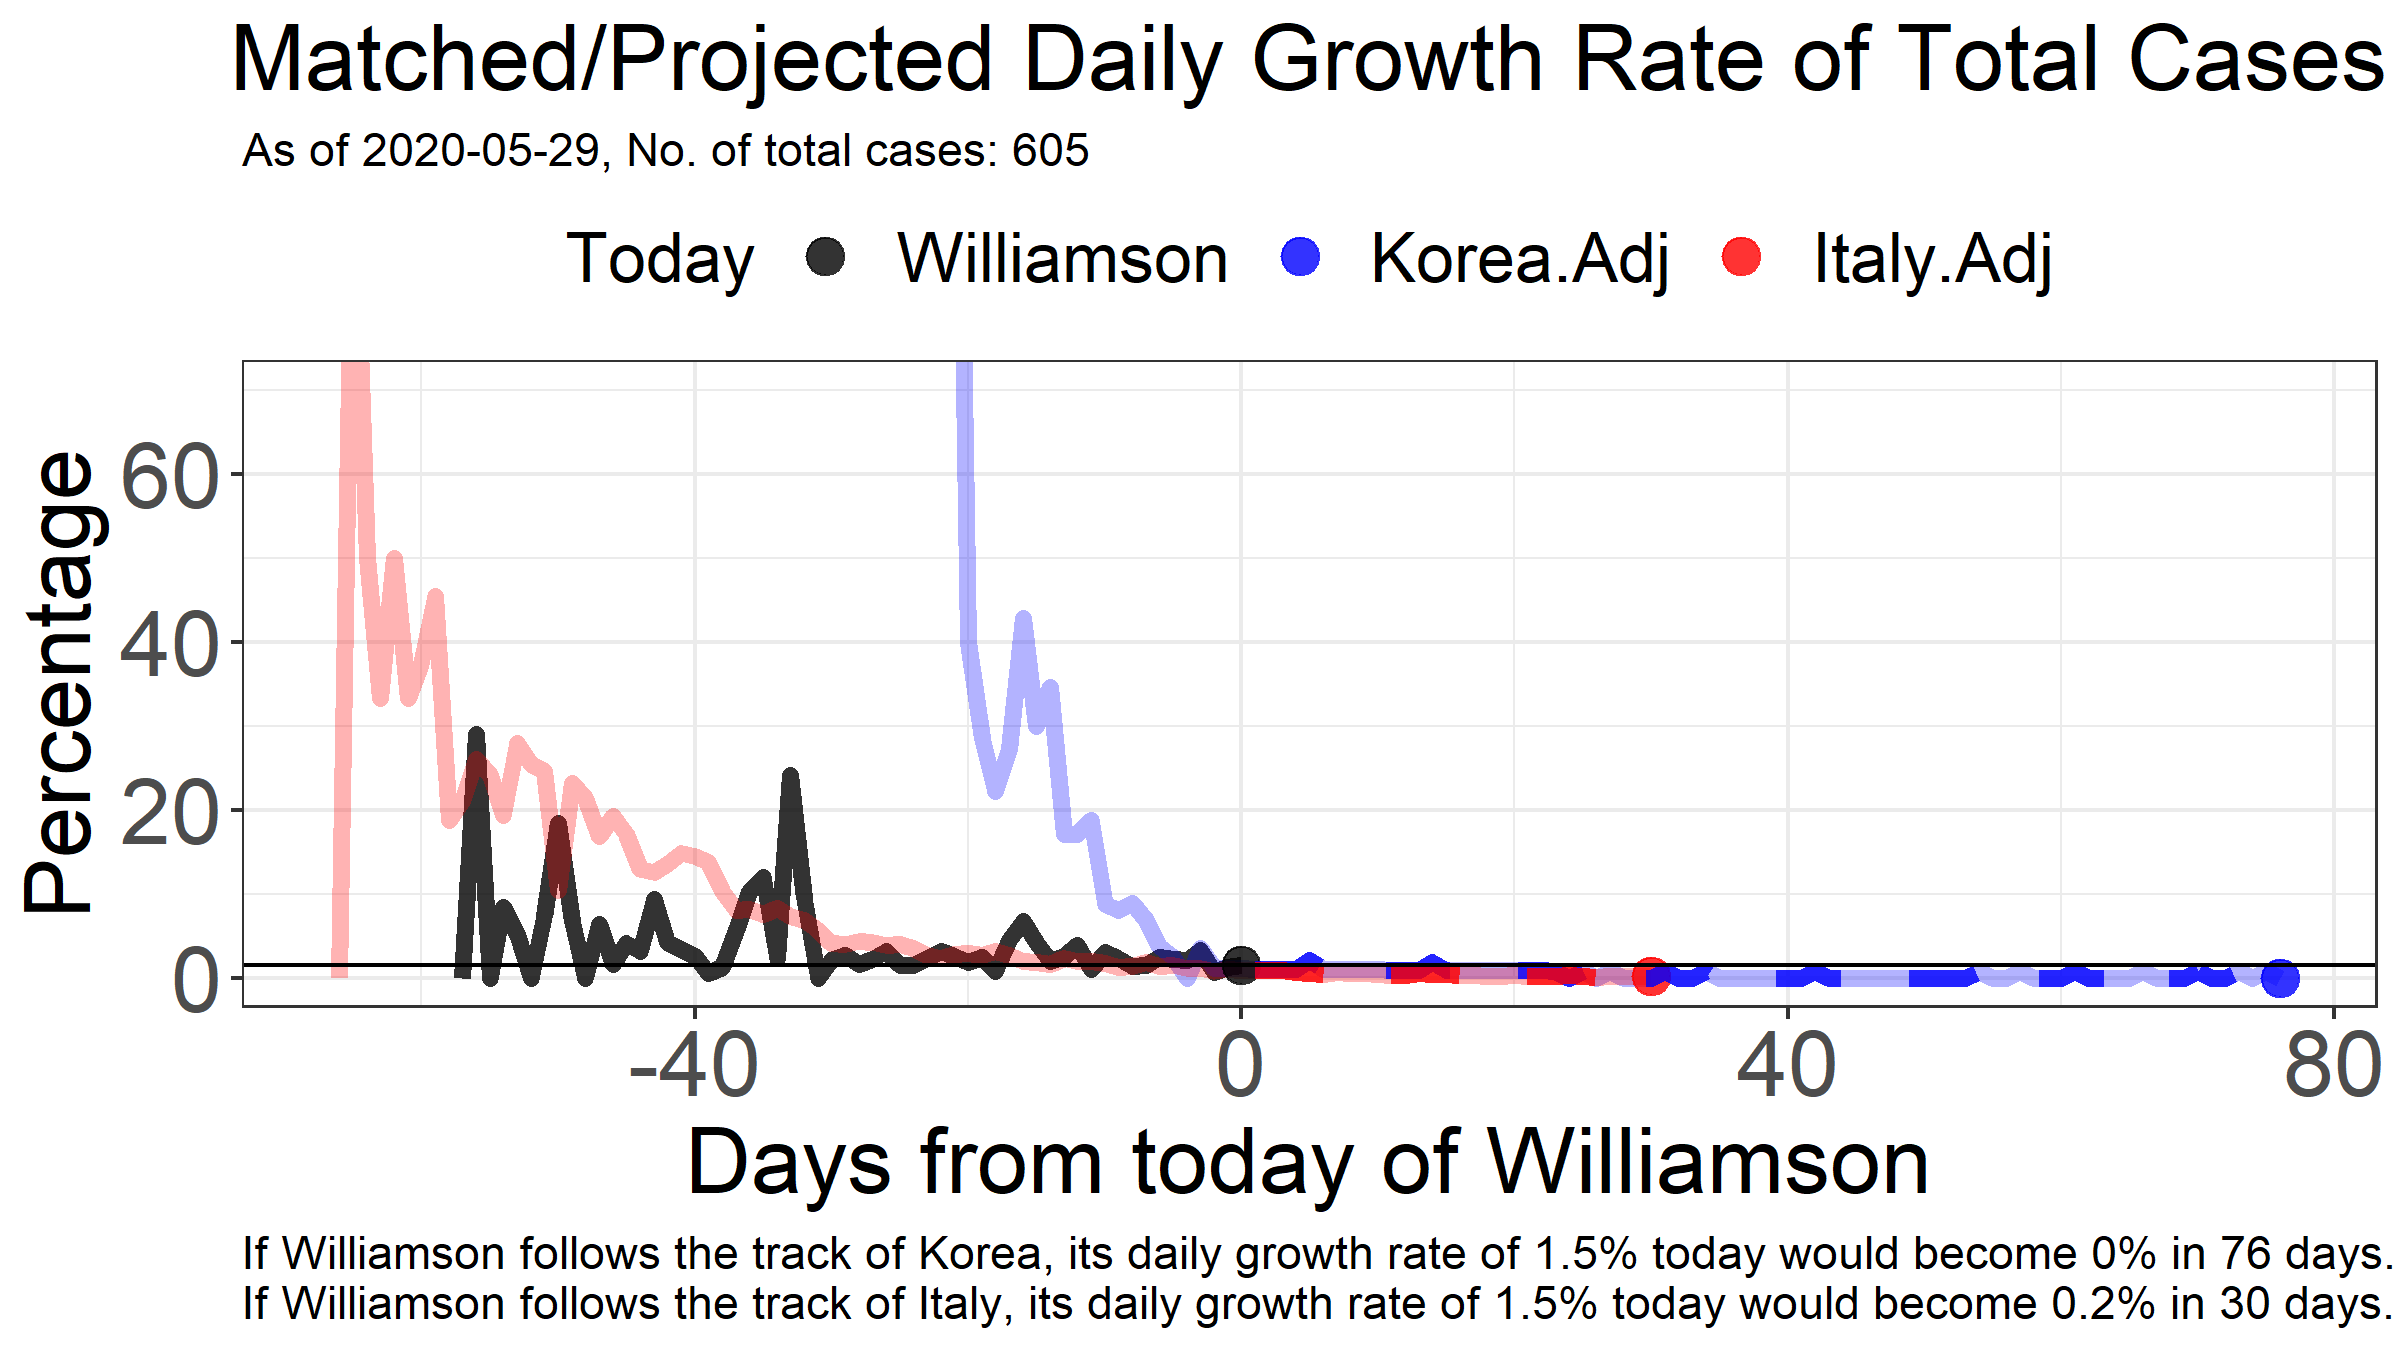 Matched/Projected Daily Growth Rate of Total Cases
As of 2020-05-29, No. of total cases: 605
Today Williamson Korea.Adj Italy.Adj
Percentage
60
40
20
0
-40 0 40 80
Days from today of Williamson
If Williamson follows the track of Korea, its daily growth rate of 1.5% today would become 0% in 76 days.
If Williamson follows the track of Italy, its daily growth rate of 1.5% today would become 0.2% in 30 days.